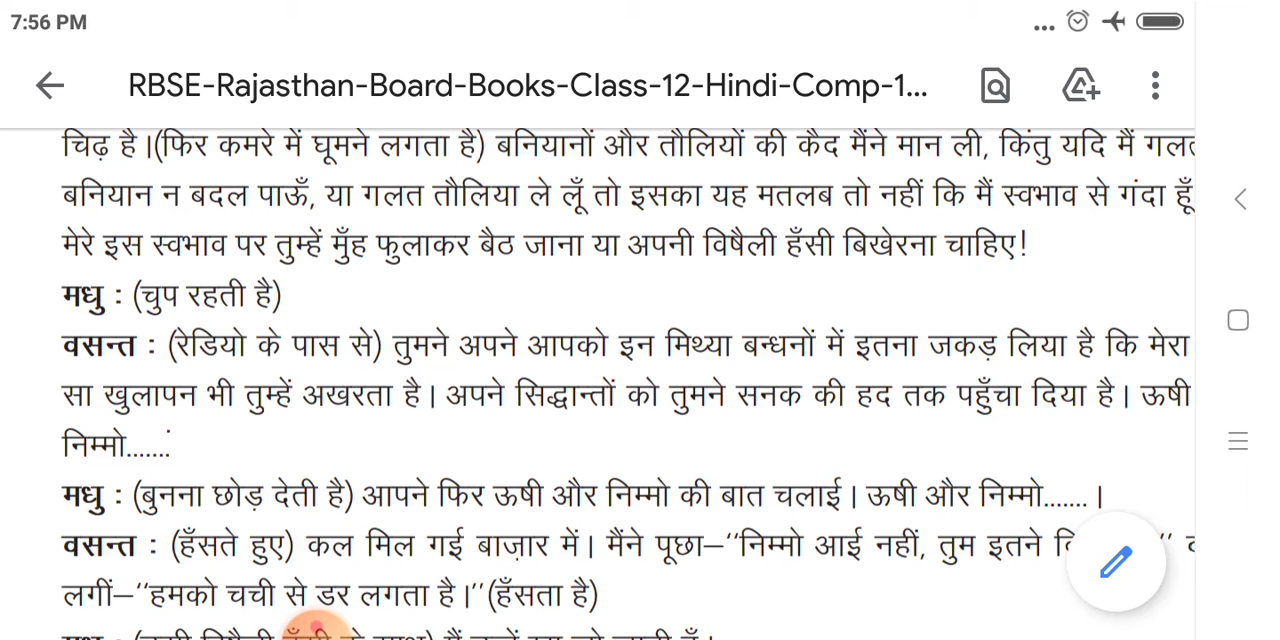 7:56 PM
RBSE-Rajasthan-Board-Books-Class-12-Hindi-Comp-1...
चिढ़ है।(फिर कमरे में घूमने लगता है) बनियानों और तौलियों की कैद मैंने मान ली, किंतु यदि मैं
बनियान न बदल पाऊँ, या गलत तौलिया ले लूँ तो इसका यह मतलब तो नहीं कि मैं स्वभाव से गंदा हूँ
मेरे इस स्वभाव पर तुम्हें मुँह फुलाकर बैठ जाना या अपनी विषैली हँसी बिखेरना चाहिए!
मधु : (चुप रहती है)
वसन्त : (रेडियो के पास से) तुमने अपने आपको इन मिथ्या बन्धनों में इतना जकड़ लिया है कि मेरा
सा खुलापन भी तुम्हें अखरता है। अपने सिद्धान्तों को तुमने सनक की हद तक पहुँचा दिया है। ऊषी
निम्मो.......
मधु : (बुनना छोड़ देती है) आपने फिर ऊषी और निम्मो की बात चलाई। ऊषी और निम्मो.......।
वसन्त : (हँसते हुए) कल मिल गई बाज़ार में। मैंने पूछा–"निम्मो आई नहीं, तुम इतने
लगीं–"हमको चची से डर लगता है।"(हँसता है)